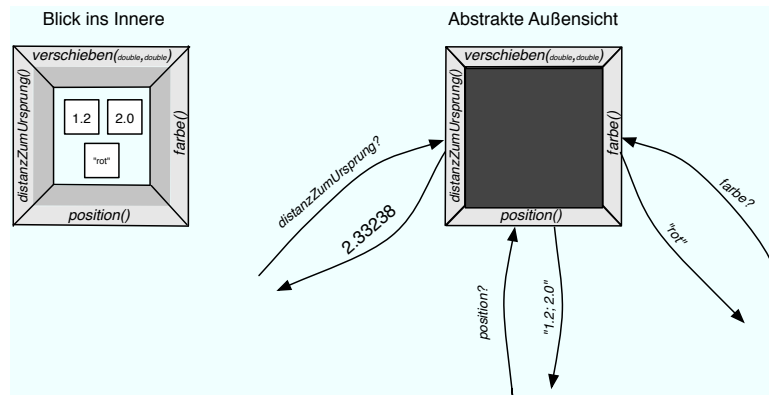 Blick ins Innere
verschieben(double,double)
distanzZumUrsprung()
1.2
2.0
"rot"
farbe()
position()
Abstrakte Außensicht
verschieben(double,double)
distanzZumUrsprung()
farbe()
position()
distanzZumUrsprung?
2.33238
position?
"1.2; 2.0"
"rot"
farbe?